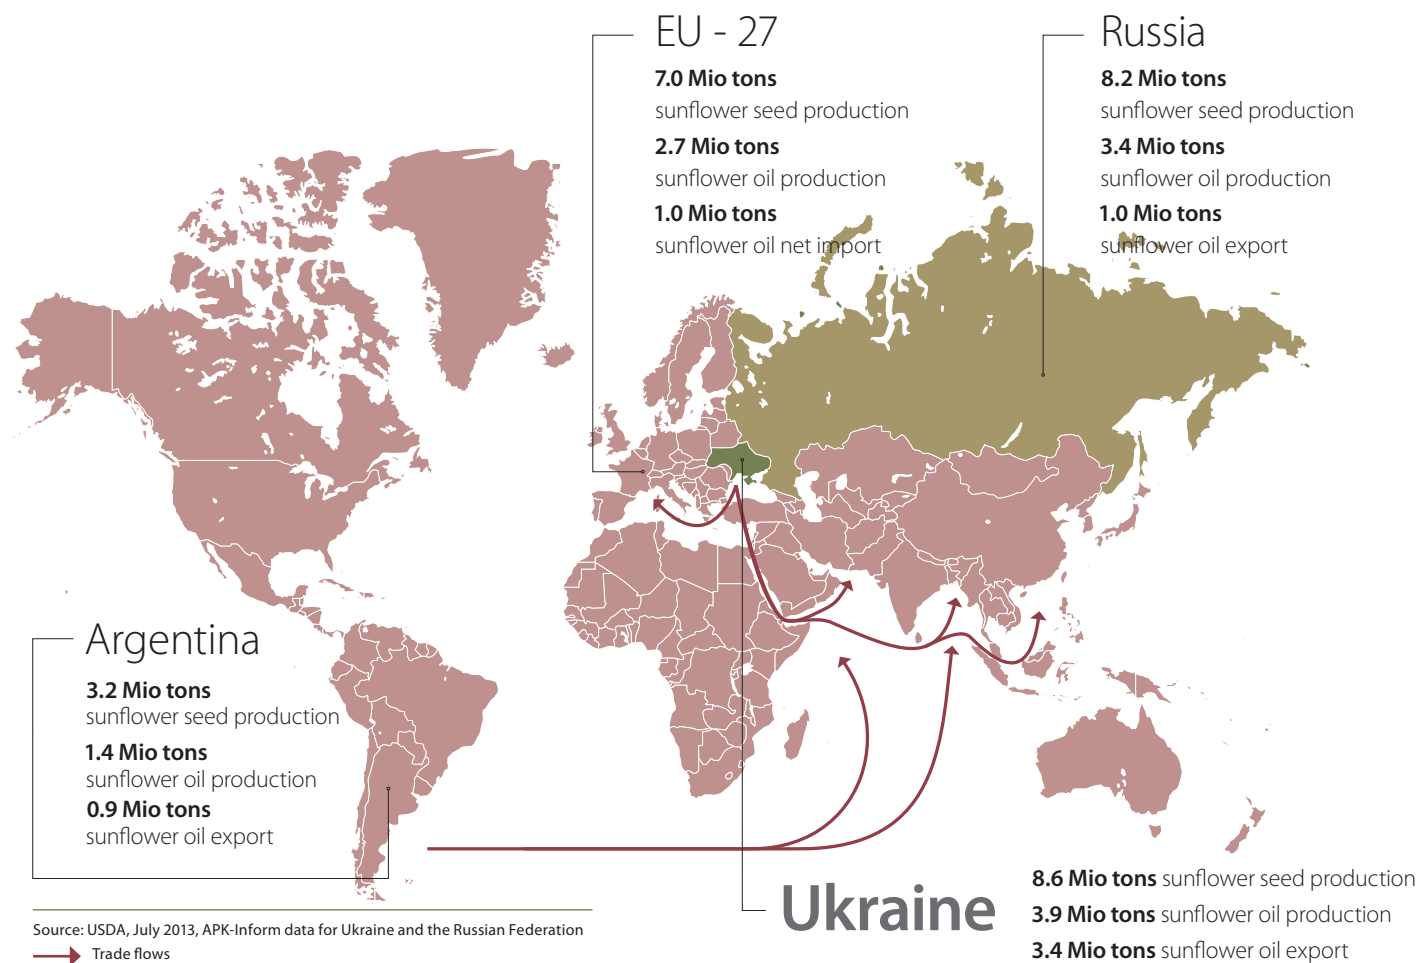 EU - 27
7.0 Mio tons
sunflower seed production
2.7 Mio tons
sunflower oil production
1.0 Mio tons
sunflower oil net import
Russia
8.2 Mio tons
sunflower seed production
3.4 Mio tons
sunflower oil production
1.0 Mio tons
sunflower oil export
Argentina
3.2 Mio tons
sunflower seed production
1.4 Mio tons
sunflower oil production
0.9 Mio tons
sunflower oil export
Ukraine
8.6 Mio tons sunflower seed production
3.9 Mio tons sunflower oil production
3.4 Mio tons sunflower oil export
Source: USDA, July 2013, APK-Inform data for Ukraine and the Russian Federation
Trade flows